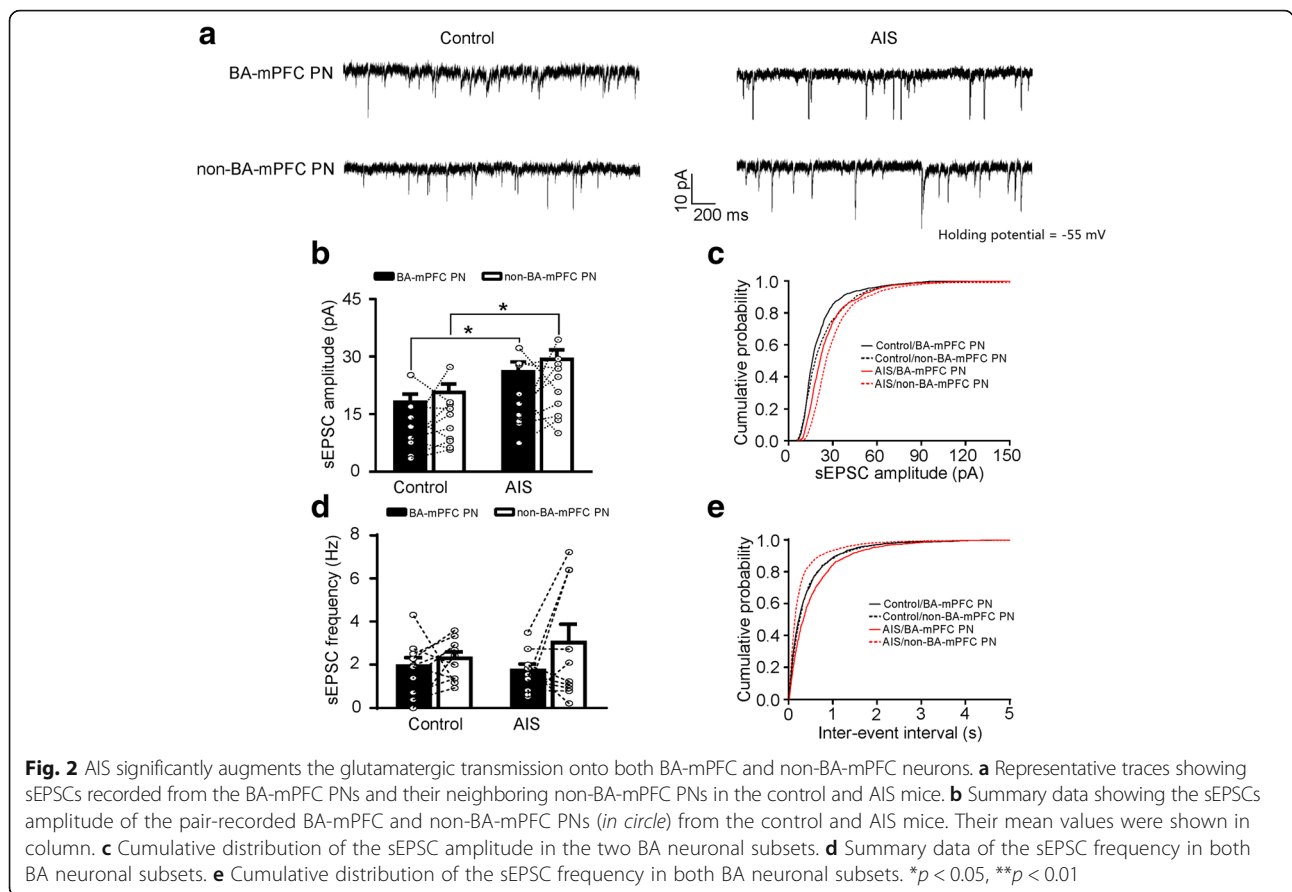 a
Control
AIS
BA-mPFC PN
non-BA-mPFC PN
10 pA
200 ms
Holding potential = -55 mV
b
BA-mPFC PN
non-BA-mPFC PN
sEPSC amplitude (pA)
45
30
15
0
*
*
Control
AIS
c
Cumulative probability
1.0
0.8
0.6
0.4
0.2
0.0
Control/BA-mPFC PN
Control/non-BA-mPFC PN
AIS/BA-mPFC PN
AIS/non-BA-mPFC PN
0
30
60
90
120
150
sEPSC amplitude (pA)
d
BA-mPFC PN
non-BA-mPFC PN
sEPSC frequency (Hz)
8
6
4
2
0
Control
AIS
e
Cumulative probability
1.0
0.8
0.6
0.4
0.2
0.0
Control/BA-mPFC PN
Control/non-BA-mPFC PN
AIS/BA-mPFC PN
AIS/non-BA-mPFC PN
0
1
2
3
4
5
Inter-event interval (s)
Fig. 2 AIS significantly augments the glutamatergic transmission onto both BA-mPFC and non-BA-mPFC neurons. a Representative traces showing
sEPSCs recorded from the BA-mPFC PNs and their neighboring non-BA-mPFC PNs in the control and AIS mice. b Summary data showing the sEPSCs
amplitude of the pair-recorded BA-mPFC and non-BA-mPFC PNs (in circle) from the control and AIS mice. Their mean values were shown in
column. c Cumulative distribution of the sEPSC amplitude in the two BA neuronal subsets. d Summary data of the sEPSC frequency in both
BA neuronal subsets. e Cumulative distribution of the sEPSC frequency in both BA neuronal subsets. *p < 0.05, **p < 0.01